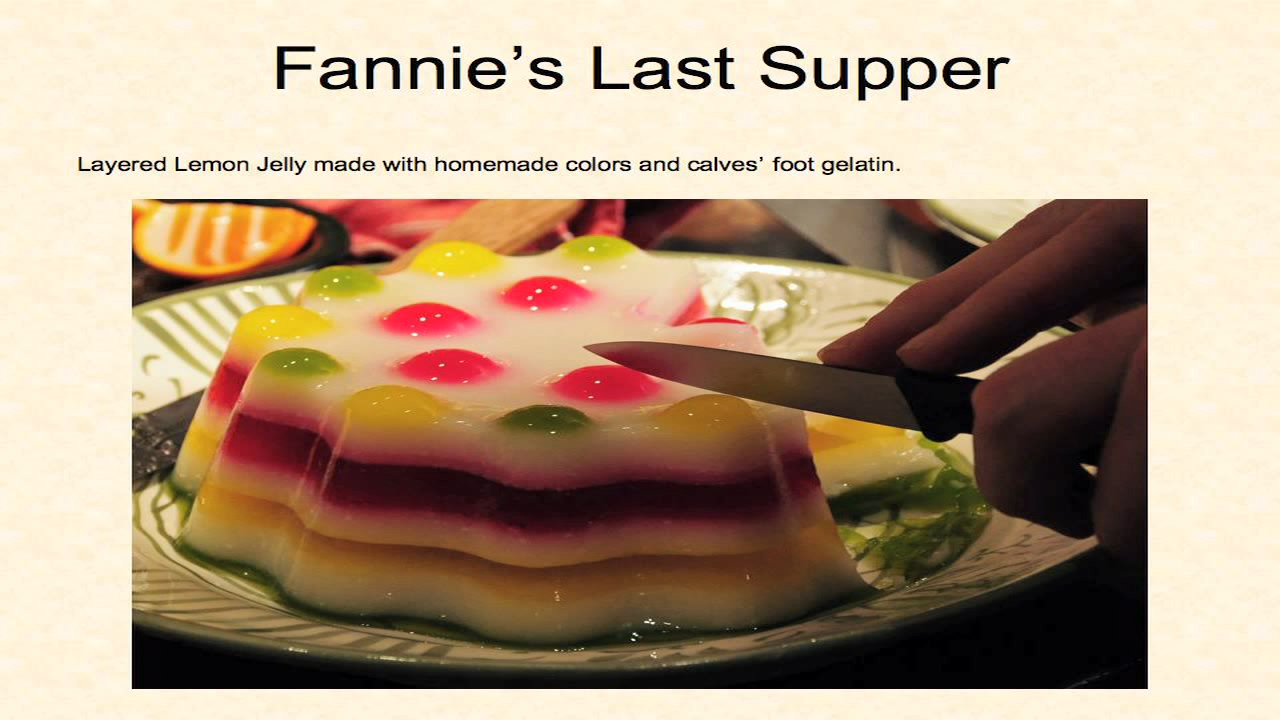 Fannie’s Last Supper
Layered Lemon Jelly made with homemade colors and calves’ foot gelatin.